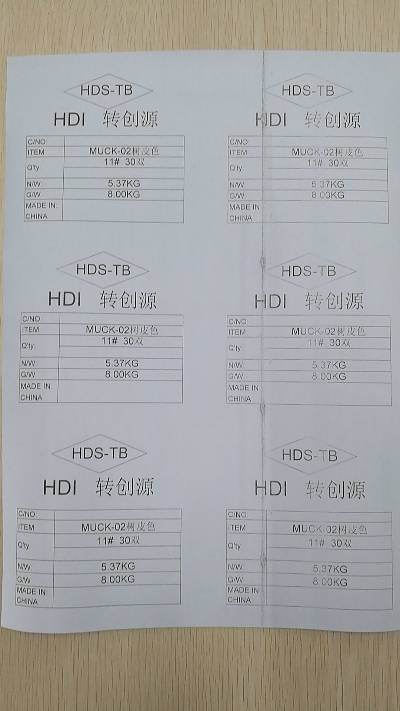 HDS-TB
HDI 转创源
C/NO:
ITEM MUCK-02树皮色
Q'ty 11# 30双
N/W: 5.37KG
G/W 8.00KG
MADE IN:
CHINA
HDS-TB
HDI 转创源
C/NO:
ITEM MUCK-02树皮色
Q'ty 11# 30双
N/W: 5.37KG
G/W: 8.00KG
MADE IN:
CHINA
HDS-TB
HDI 转创源
C/NO:
ITEM MUCK-02树皮色
Q'ty: 11# 30双
N/W: 5.37KG
G/W: 8.00KG
MADE IN:
CHINA
HDS-TB
HDI 转创源
C/NO:
ITEM MUCK-02树皮色
Q'ty: 11# 30双
N/W: 5.37KG
G/W: 8.00KG
MADE IN:
CHINA
HDS-TB
HDI 转创源
C/NO:
ITEM MUCK-02树皮色
Q'ty 11# 30双
N/W: 5.37KG
G/W 8.00KG
MADE IN:
CHINA
HDS-TB
HDI 转创源
C/NO:
ITEM MUCK-02树皮色
Q'ty 11# 30双
N/W: 5.37KG
G/W: 8.00KG
MADE IN:
CHINA